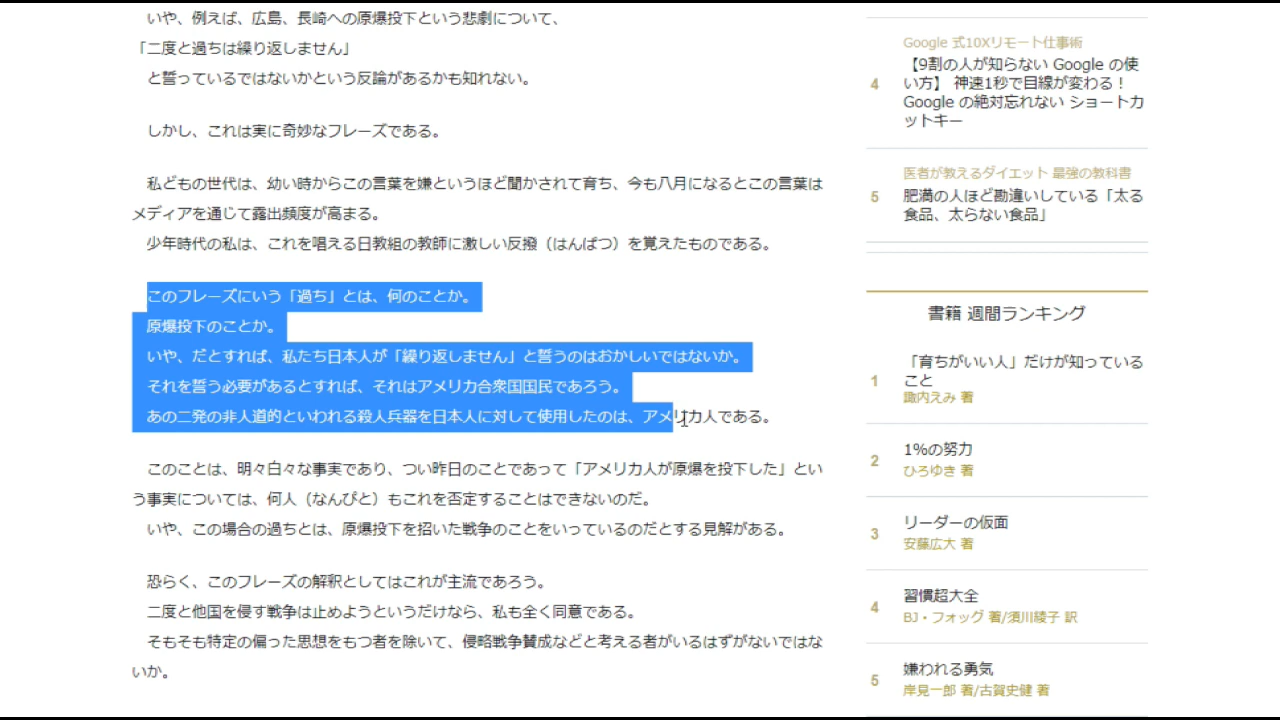 いや、例えば、広島、長崎への原爆投下という悲劇について、
「二度と過ちは繰り返しません」
と誓っているではないかという反論があるかも知れない。
しかし、これは実に奇妙なフレーズである。
私どもの世代は、幼い時からこの言葉を嫌というほど聞かされて育ち、今も八月になるとこの言葉は
メディアを通じて露出頻度が高まる。
少年時代の私は、これを唱える日教組の教師に激しい反撥（はんぱつ）を覚えたものである。
このフレーズにいう「過ち」とは、何のことか。
原爆投下のことか。
いや、だとすれば、私たち日本人が「繰り返しません」と誓うのはおかしいではないか。
それを誓う必要があるとすれば、それはアメリカ合衆国国民であろう。
あの二発の非人道的といわれる殺人兵器を日本人に対して使用したのは、アメリカ人である。
このことは、明々白々な事実であり、つい昨日のことであって「アメリカ人が原爆を投下した」とい
う事実については、何人（なんぴと）もこれを否定することはできないのだ。
いや、この場合の過ちとは、原爆投下を招いた戦争のことをいっているのだとする見解がある。
恐らく、このフレーズの解釈としてはこれが主流であろう。
二度と他国を侵す戦争は止めようというだけなら、私も全く同意である。
そもそも特定の偏った思想をもつ者を除いて、侵略戦争賛成などと考える者がいるはずがないではな
いか。
Google 式10Xリモート仕事術
4
【9割の人が知らない Google の使
い方】 神速1秒で目線が変わる！
Google の絶対忘れない ショートカ
ットキー
医者が教えるダイエット 最強の教科書
5
肥満の人ほど勘違いしている「太る
食品、太らない食品」
書籍 週間ランキング
1
「育ちがいい人」だけが知っている
こと
諏内えみ 著
2
1%の努力
ひろゆき 著
3
リーダーの仮面
安藤広大 著
4
習慣超大全
BJ・フォッグ 著/須川綾子 訳
5
嫌われる勇気
岸見一郎 著/古賀史健 著